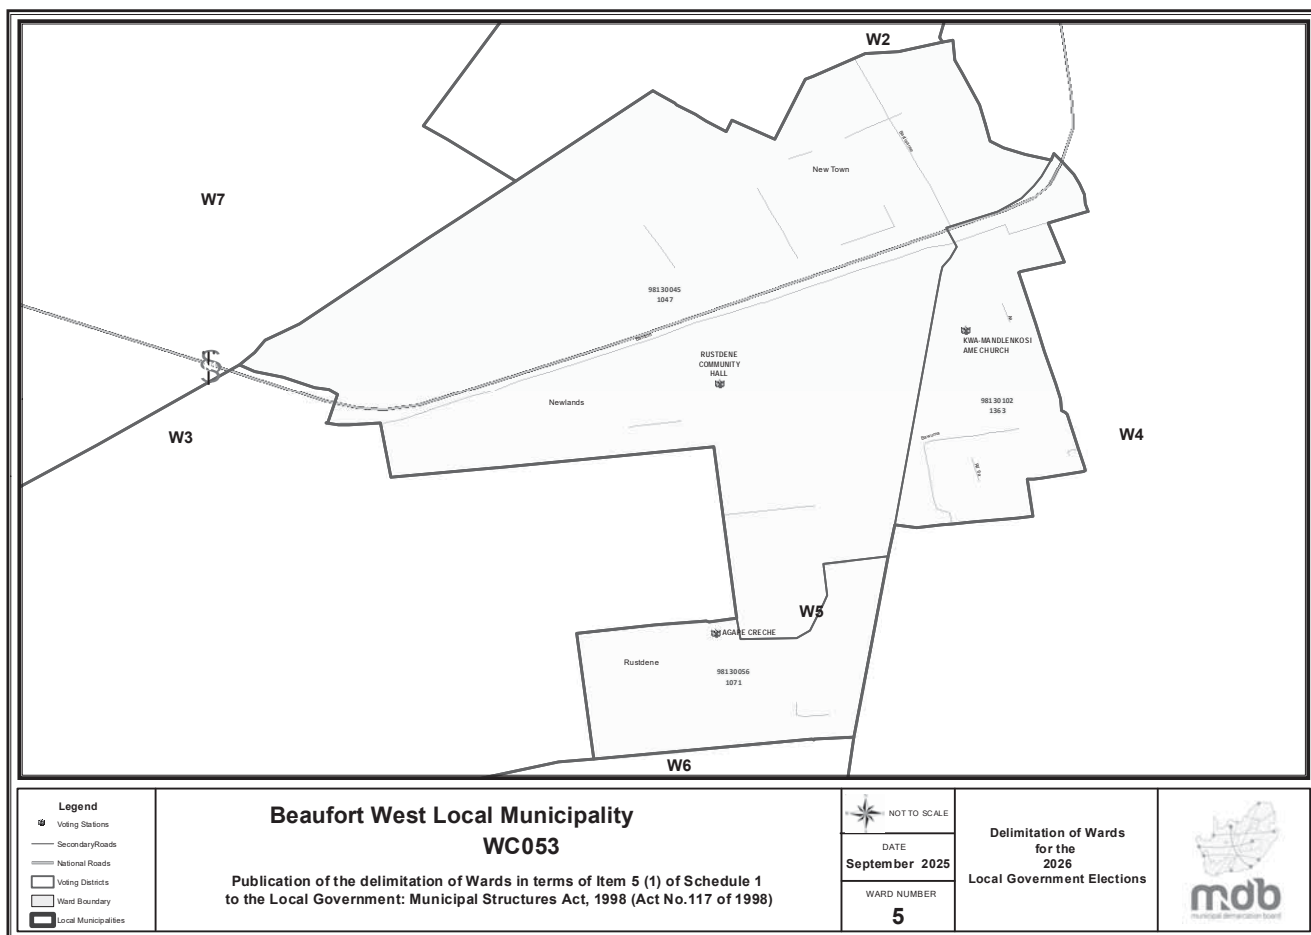 W2
W7
New Town
98130045
1047
KWA-MANDLENKOSI
AME CHURCH
RUSTDENE
COMMUNITY
HALL
Newlands
98130102
1363
W3
W4
W5
AGAPE CRECHE
Rustdene
98130056
1071
W6
Legend
Voting Stations
SecondaryRoads
National Roads
Voting Districts
Ward Boundary
Local Municipalities
Beaufort West Local Municipality
WC053
Publication of the delimitation of Wards in terms of Item 5 (1) of Schedule 1
to the Local Government: Municipal Structures Act, 1998 (Act No.117 of 1998)
NOT TO SCALE
DATE
September 2025
WARD NUMBER
5
Delimitation of Wards
for the
2026
Local Government Elections
mdb
municipal demarcation board